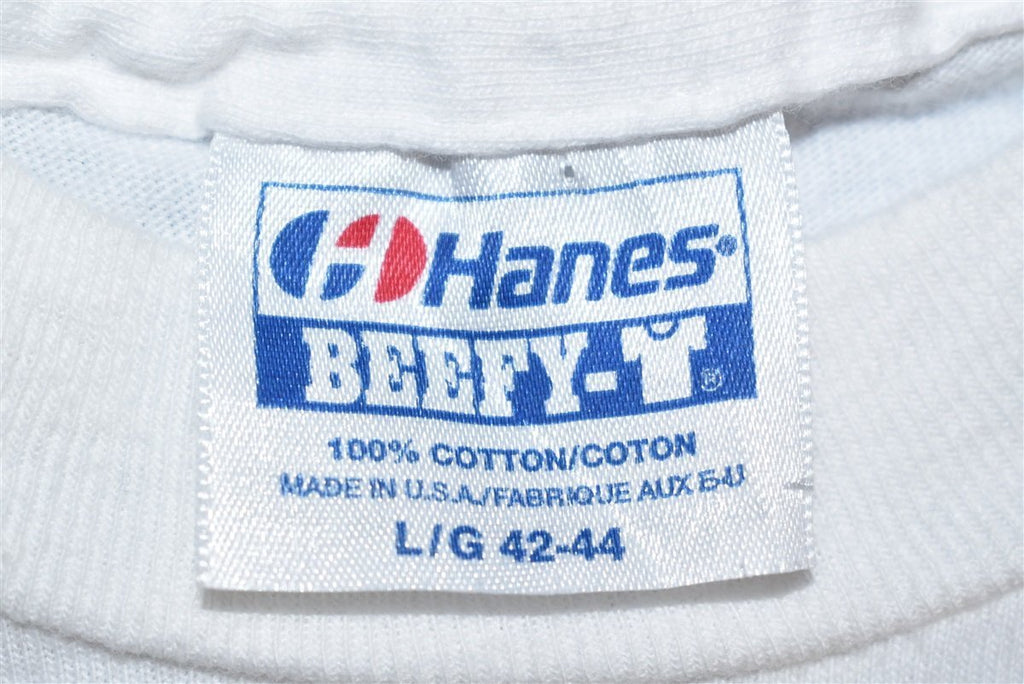 Hanes®
BEEFY-T®
100% COTTON/COTON
MADE IN U.S.A./FABRIQUE AUX E-U
L/G 42-44